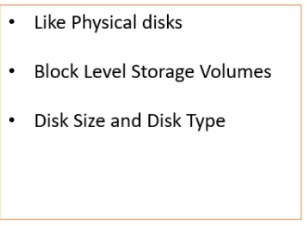 • Like Physical disks
• Block Level Storage Volumes
• Disk Size and Disk Type